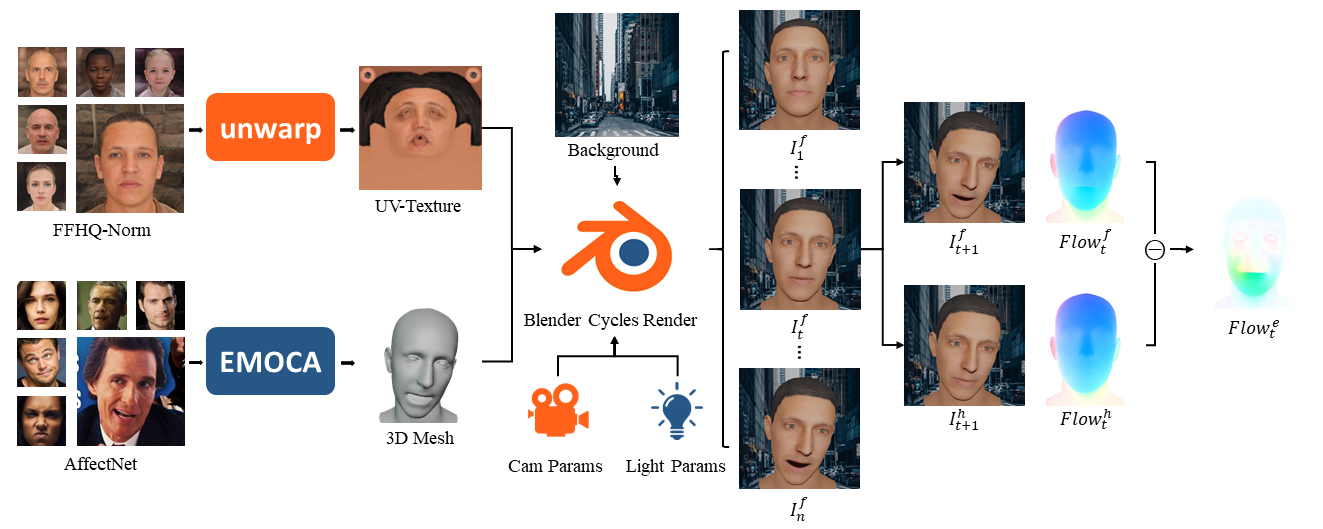 unwarp
FFHQ-Norm
UV-Texture
EMOCA
AffectNet
3D Mesh
Background
Blender Cycles Render
Cam Params
Light Params
I_1^f
...
I_t^f
...
I_n^f
I_{t+1}^f
Flow_t^f
I_{t+1}^h
Flow_t^h
⊖
Flow_t^e